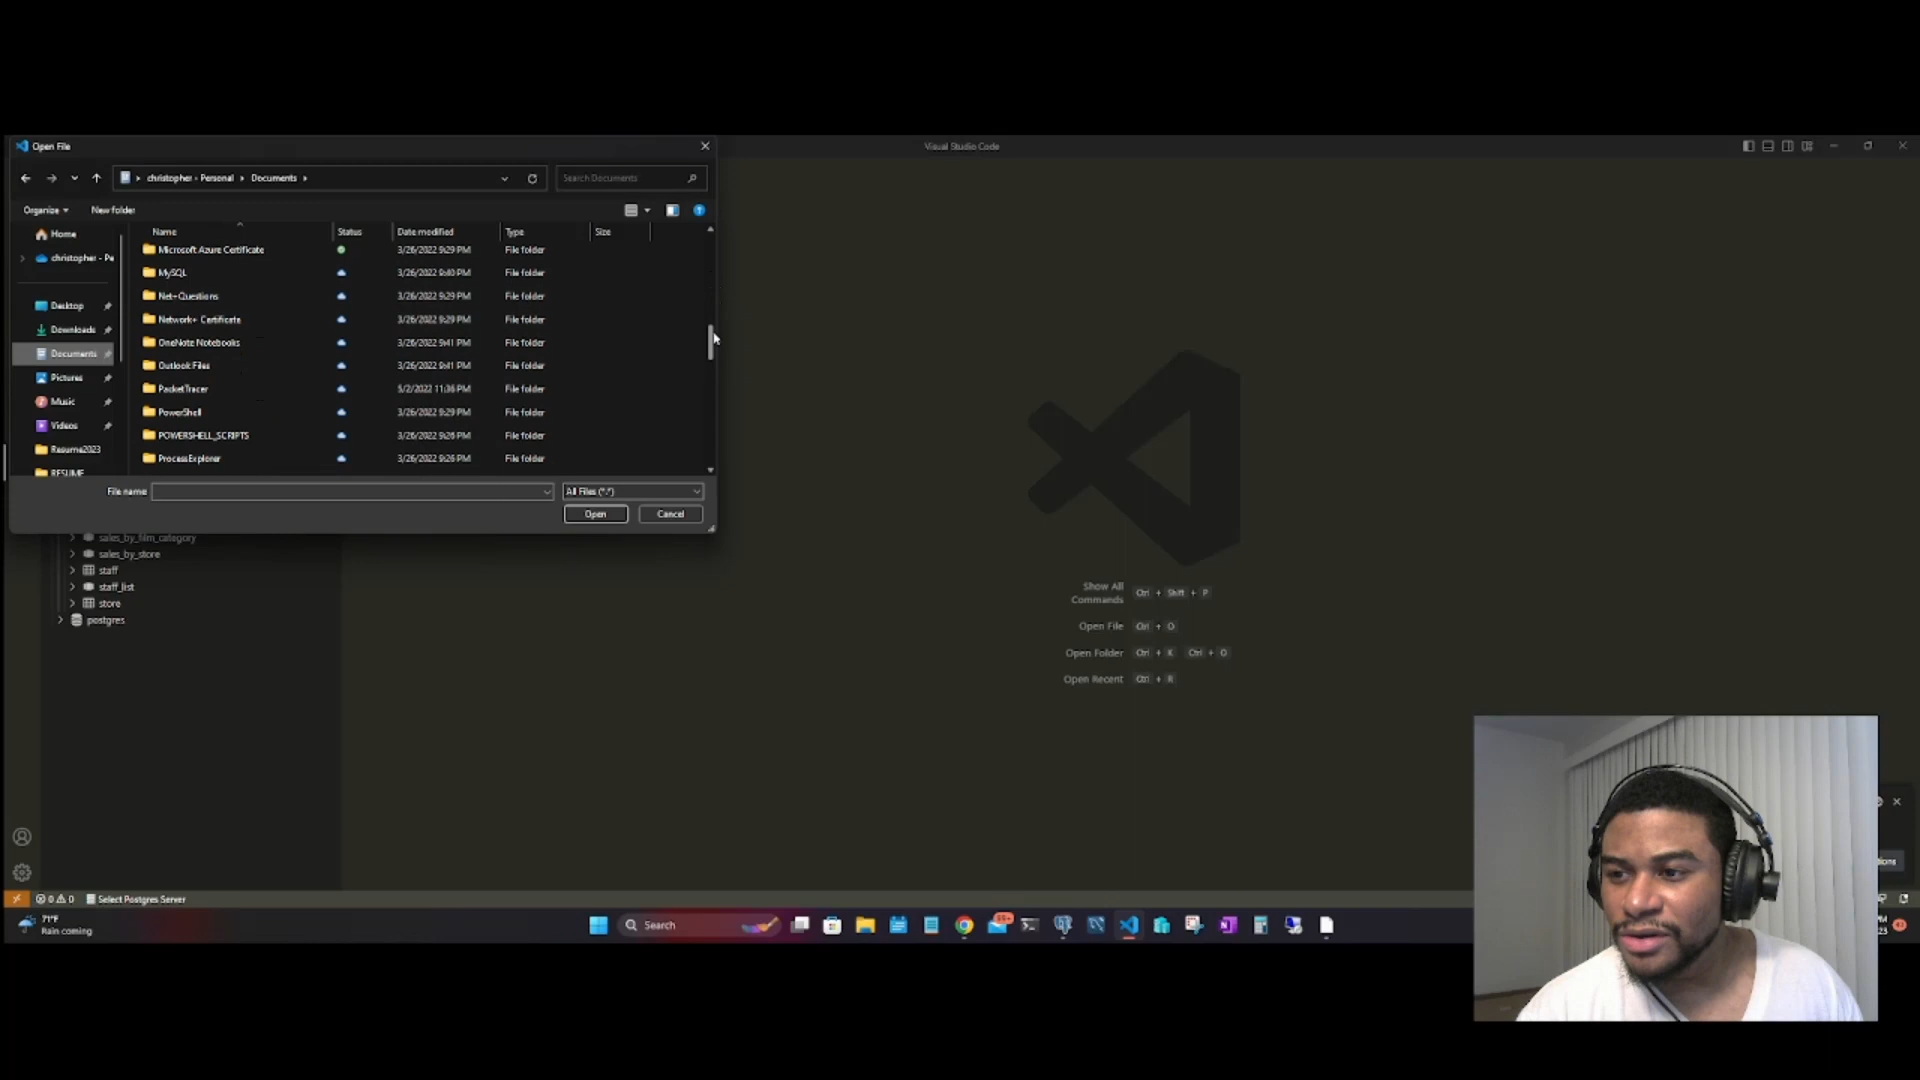 Open File
Visual Studio Code
christopher - Personal > Documents >
Search Documents
Organize
New folder
Name Status Date modified Type Size
Home
christopher - Pe
Desktop
Downloads
Documents
Pictures
Music
Videos
Resume2023
RESUME
Microsoft Azure Certificate 3/26/2022 9:29 PM File folder
MySQL 3/26/2022 9:40 PM File folder
Net+Questions 3/26/2022 9:29 PM File folder
Network+ Certificate 3/26/2022 9:29 PM File folder
OneNote Notebooks 3/26/2022 9:41 PM File folder
Outlook Files 3/26/2022 9:41 PM File folder
PacketTracer 5/2/2022 11:36 PM File folder
PowerShell 3/26/2022 9:29 PM File folder
POWERSHELL_SCRIPTS 3/26/2022 9:26 PM File folder
ProcessExplorer 3/26/2022 9:26 PM File folder
File name
All Files (*.*)
Open
Cancel
sales_by_film_category
sales_by_store
staff
staff_list
store
postgres
Show All Commands Ctrl + Shift + P
Open File Ctrl + O
Open Folder Ctrl + K Ctrl + O
Open Recent Ctrl + R
0 0
Select Postgres Server
71°F
Rain coming
Search